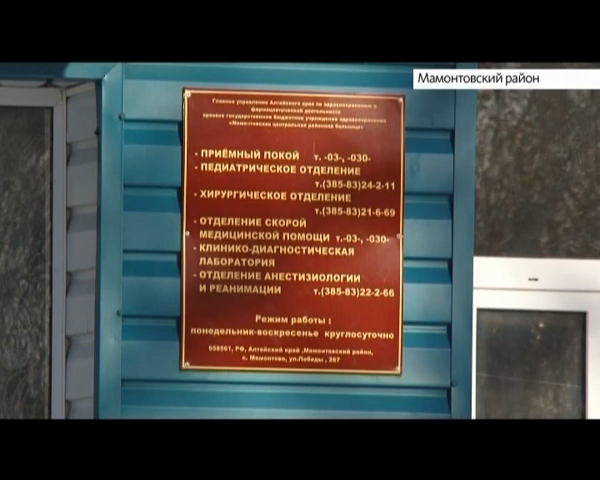 Мамонтовский район
Главное управление Алтайского края по здравоохранению и
фармацевтической деятельности
краевое государственное бюджетное учреждение здравоохранения
«Мамонтовская центральная районная больница»
- ПРИЁМНЫЙ ПОКОЙ т. -03-, -030-
- ПЕДИАТРИЧЕСКОЕ ОТДЕЛЕНИЕ
т.(385-83)24-2-11
- ХИРУРГИЧЕСКОЕ ОТДЕЛЕНИЕ
т.(385-83)21-6-69
- ОТДЕЛЕНИЕ СКОРОЙ
МЕДИЦИНСКОЙ ПОМОЩИ т.-03-, -030-
- КЛИНИКО-ДИАГНОСТИЧЕСКАЯ
ЛАБОРАТОРИЯ
- ОТДЕЛЕНИЕ АНЕСТИЗИОЛОГИИ
И РЕАНИМАЦИИ т.(385-83)22-2-66
Режим работы :
понедельник-воскресенье круглосуточно
658561, РФ, Алтайский край ,Мамонтовский район,
с. Мамонтово, ул.Победы , 267